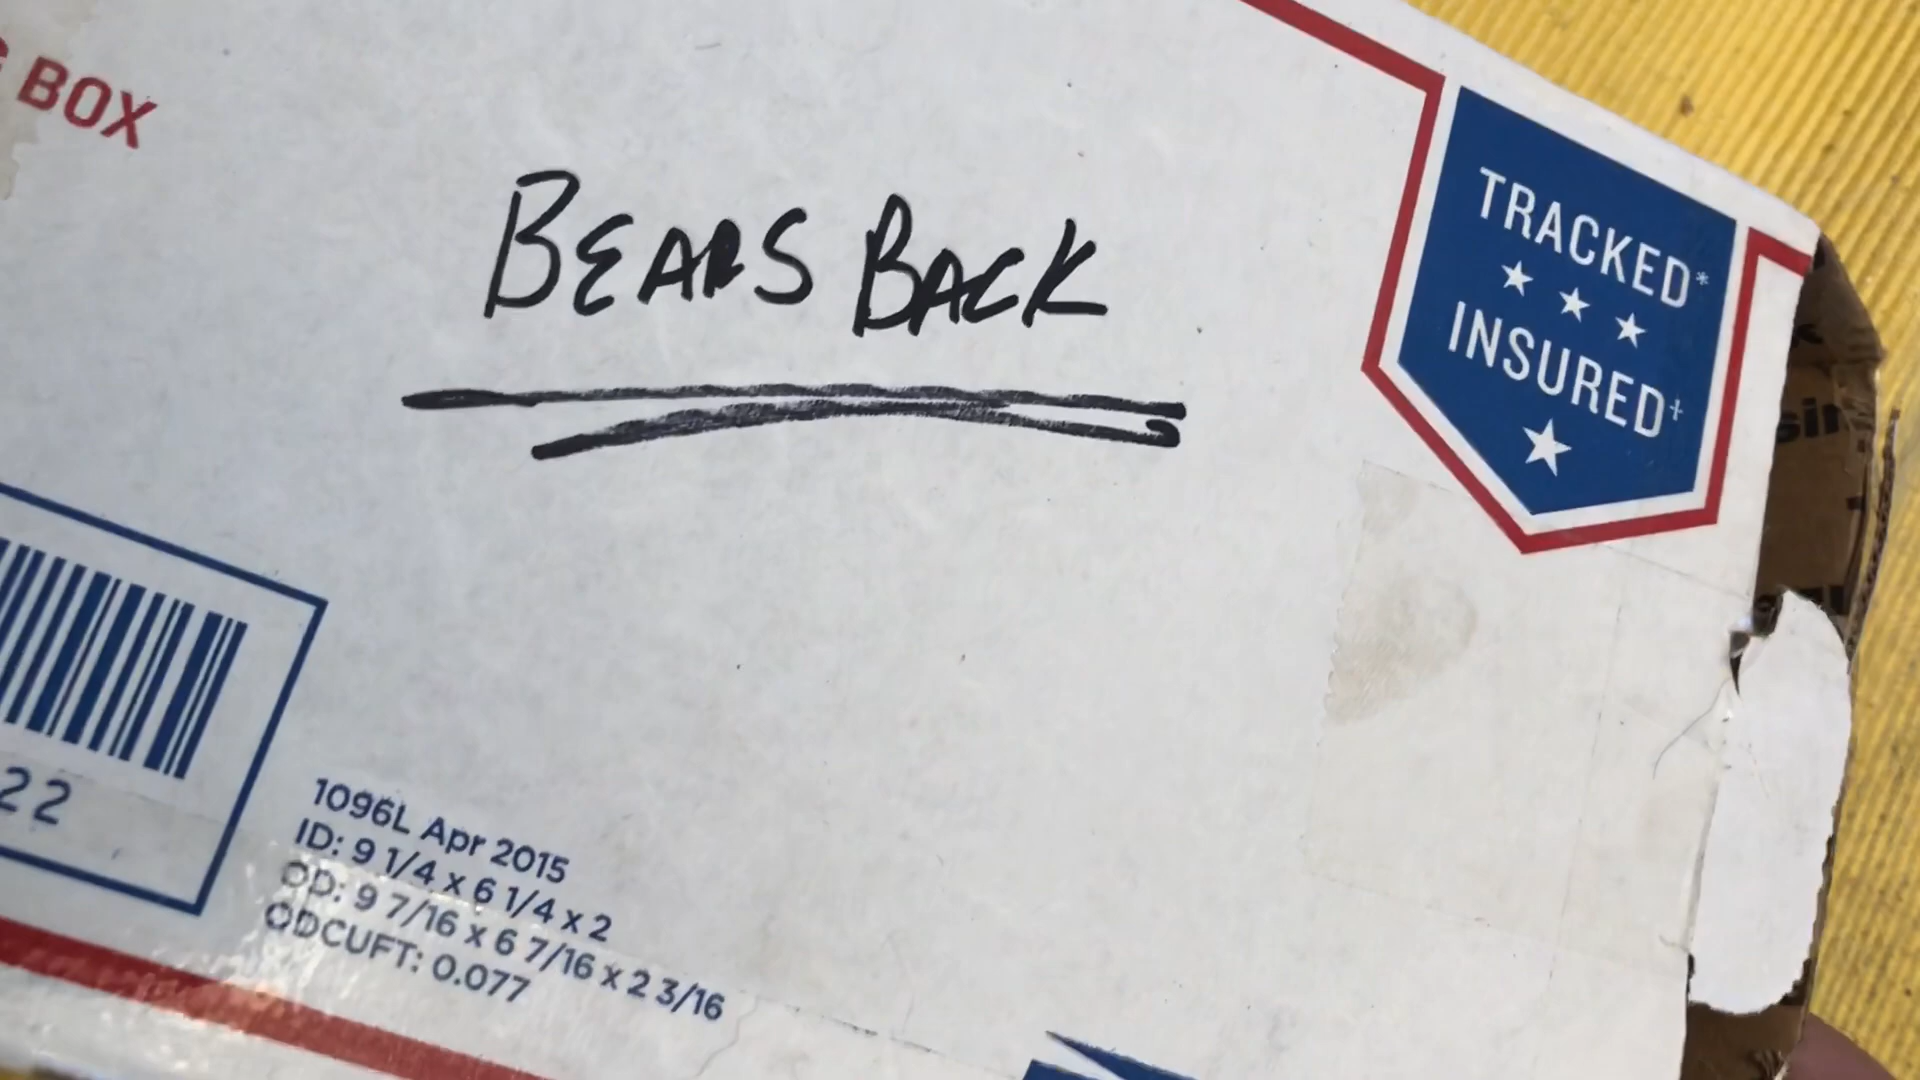 BOX
BEARS BACK
TRACKED*
INSURED+
22
1096L Apr 2015
ID: 9 1/4 x 6 1/4 x 2
OD: 9 7/16 x 6 7/16 x 2 3/16
ODCUFT: 0.077